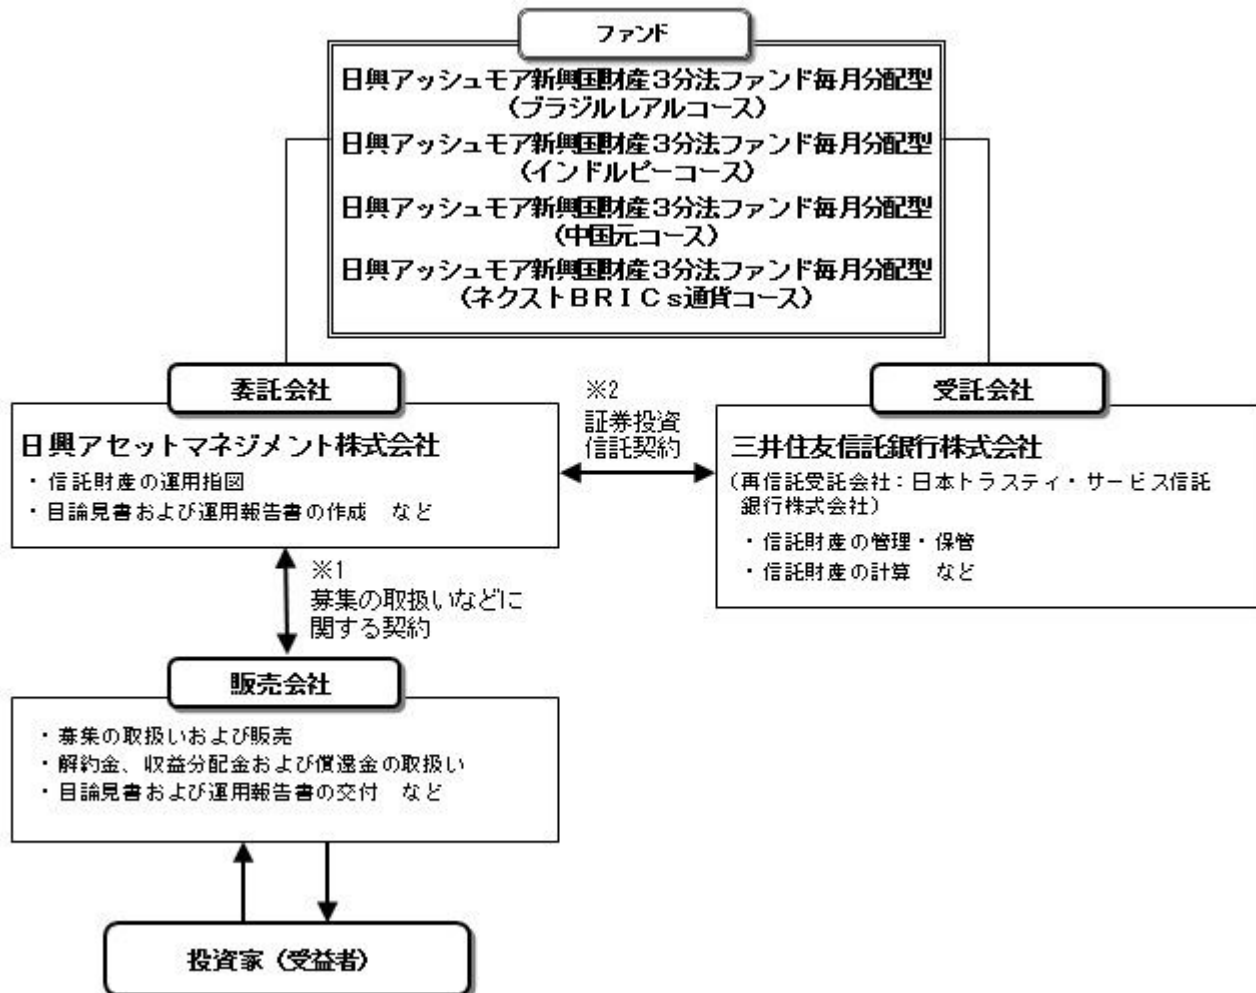 ファンド
日興アッシュモア新興国財産3分法ファンド毎月分配型
(ブラジルレアルコース)
日興アッシュモア新興国財産3分法ファンド毎月分配型
(インドルピーコース)
日興アッシュモア新興国財産3分法ファンド毎月分配型
(中国元コース)
日興アッシュモア新興国財産3分法ファンド毎月分配型
(ネクストBRICs通貨コース)
委託会社
日興アセットマネジメント株式会社
・信託財産の運用指図
・目論見書および運用報告書の作成 など
※2
証券投資
信託契約
受託会社
三井住友信託銀行株式会社
(再信託受託会社:日本トラスティ・サービス信託
銀行株式会社)
・信託財産の管理・保管
・信託財産の計算 など
※1
募集の取扱いなどに
関する契約
販売会社
・募集の取扱いおよび販売
・解約金、収益分配金および償還金の取扱い
・目論見書および運用報告書の交付 など
投資家(受益者)